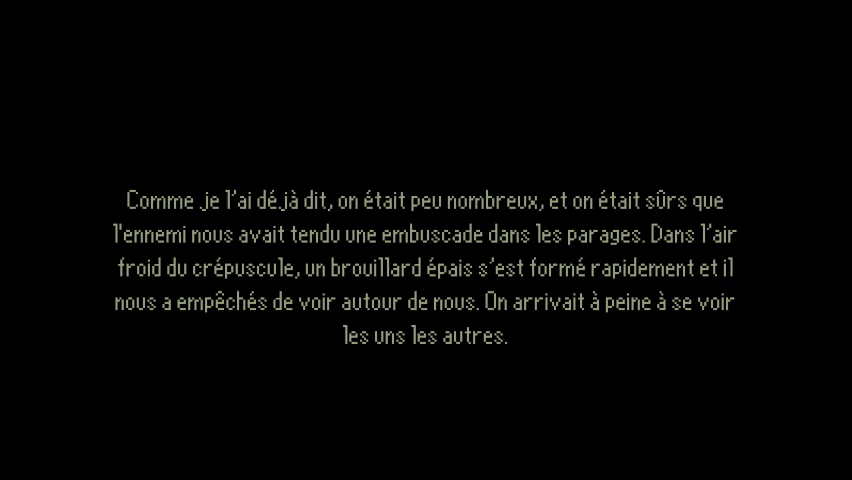 Comme je l'ai déjà dit, on était peu nombreux, et on était sûrs que
l'ennemi nous avait tendu une embuscade dans les parages. Dans l'air
froid du crépuscule, un brouillard épais s'est formé rapidement et il
nous a empêchés de voir autour de nous. On arrivait à peine à se voir
les uns les autres.